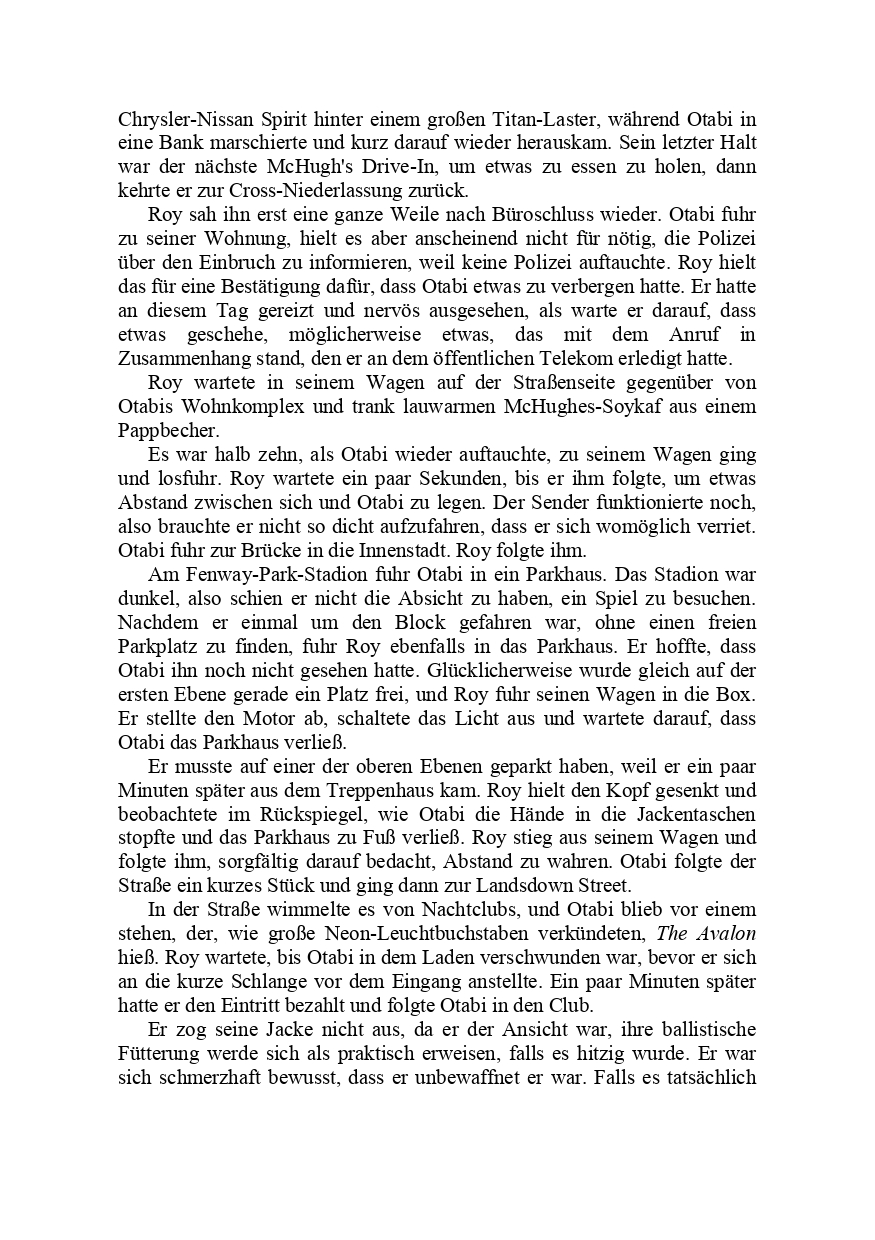 Chrysler-Nissan Spirit hinter einem großen Titan-Laster, während Otabi in
eine Bank marschierte und kurz darauf wieder herauskam. Sein letzter Halt
war der nächste McHugh's Drive-In, um etwas zu essen zu holen, dann
kehrte er zur Cross-Niederlassung zurück.
Roy sah ihn erst eine ganze Weile nach Büroschluss wieder. Otabi fuhr
zu seiner Wohnung, hielt es aber anscheinend nicht für nötig, die Polizei
über den Einbruch zu informieren, weil keine Polizei auftauchte. Roy hielt
das für eine Bestätigung dafür, dass Otabi etwas zu verbergen hatte. Er hatte
an diesem Tag gereizt und nervös ausgesehen, als warte er darauf, dass
etwas geschehe, möglicherweise etwas, das mit dem Anruf in
Zusammenhang stand, den er an dem öffentlichen Telekom erledigt hatte.
Roy wartete in seinem Wagen auf der Straßenseite gegenüber von
Otabis Wohnkomplex und trank lauwarmen McHughes-Soykaf aus einem
Pappbecher.
Es war halb zehn, als Otabi wieder auftauchte, zu seinem Wagen ging
und losfuhr. Roy wartete ein paar Sekunden, bis er ihm folgte, um etwas
Abstand zwischen sich und Otabi zu legen. Der Sender funktionierte noch,
also brauchte er nicht so dicht aufzufahren, dass er sich womöglich verriet.
Otabi fuhr zur Brücke in die Innenstadt. Roy folgte ihm.
Am Fenway-Park-Stadion fuhr Otabi in ein Parkhaus. Das Stadion war
dunkel, also schien er nicht die Absicht zu haben, ein Spiel zu besuchen.
Nachdem er einmal um den Block gefahren war, ohne einen freien
Parkplatz zu finden, fuhr Roy ebenfalls in das Parkhaus. Er hoffte, dass
Otabi ihn noch nicht gesehen hatte. Glücklicherweise wurde gleich auf der
ersten Ebene gerade ein Platz frei, und Roy fuhr seinen Wagen in die Box.
Er stellte den Motor ab, schaltete das Licht aus und wartete darauf, dass
Otabi das Parkhaus verließ.
Er musste auf einer der oberen Ebenen geparkt haben, weil er ein paar
Minuten später aus dem Treppenhaus kam. Roy hielt den Kopf gesenkt und
beobachtete im Rückspiegel, wie Otabi die Hände in die Jackentaschen
stopfte und das Parkhaus zu Fuß verließ. Roy stieg aus seinem Wagen und
folgte ihm, sorgfältig darauf bedacht, Abstand zu wahren. Otabi folgte der
Straße ein kurzes Stück und ging dann zur Landsdown Street.
In der Straße wimmelte es von Nachtclubs, und Otabi blieb vor einem
stehen, der, wie große Neon-Leuchtbuchstaben verkündeten, The Avalon
hieß. Roy wartete, bis Otabi in dem Laden verschwunden war, bevor er sich
an die kurze Schlange vor dem Eingang anstellte. Ein paar Minuten später
hatte er den Eintritt bezahlt und folgte Otabi in den Club.
Er zog seine Jacke nicht aus, da er der Ansicht war, ihre ballistische
Fütterung werde sich als praktisch erweisen, falls es hitzig wurde. Er war
sich schmerzhaft bewusst, dass er unbewaffnet er war. Falls es tatsächlich